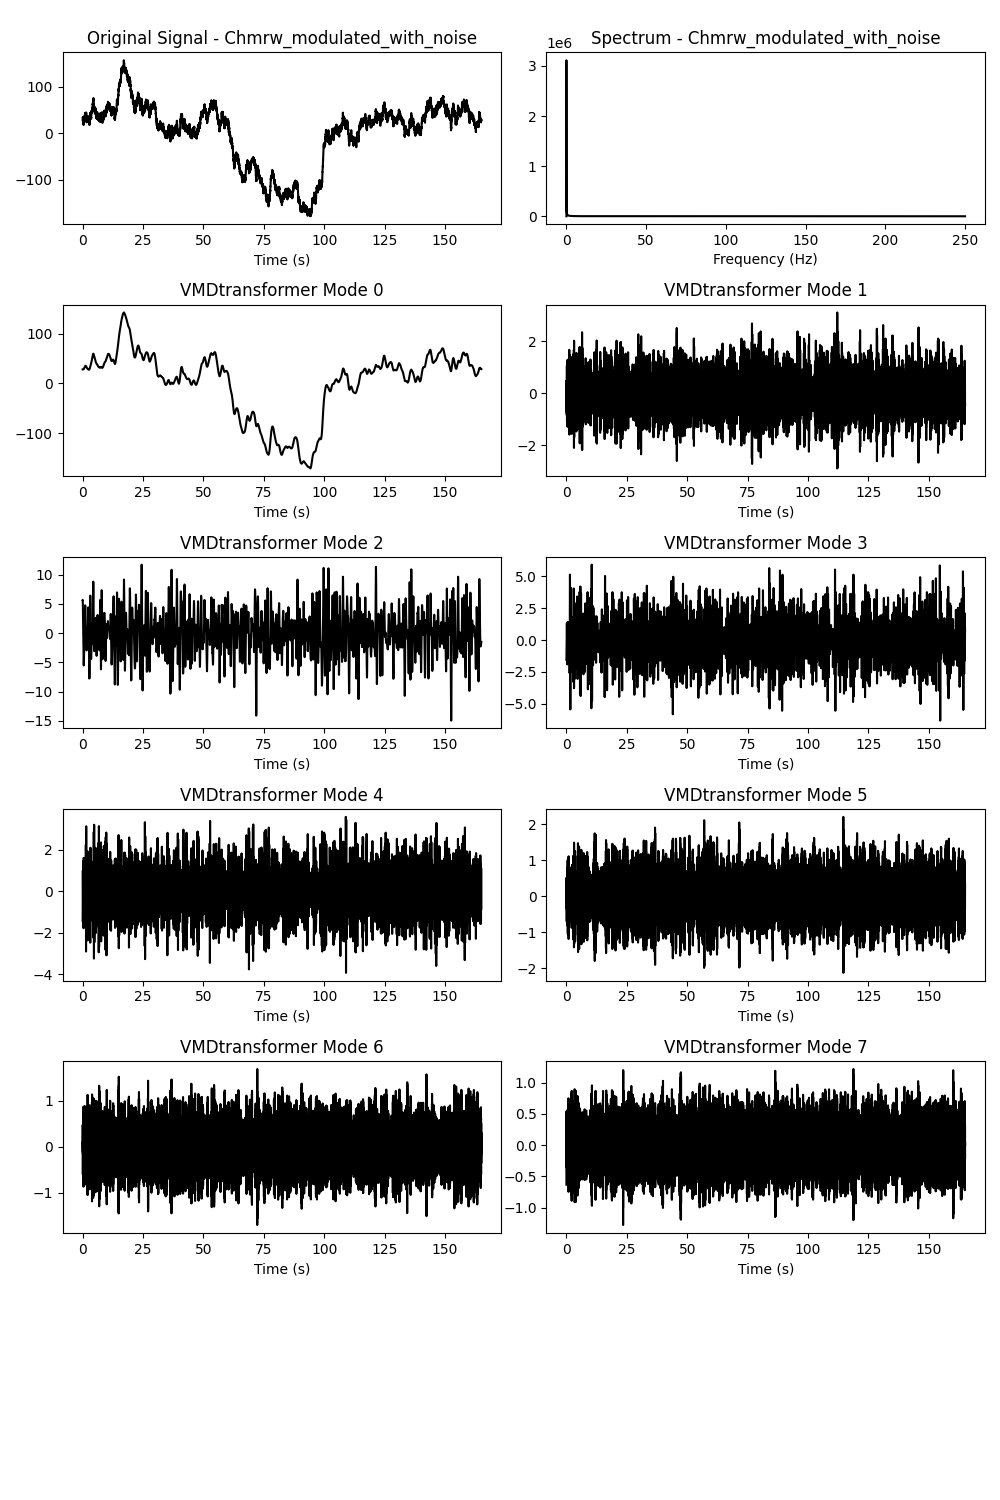 Original Signal - Chmrw_modulated_with_noise
100
0
−100
0 25 50 75 100 125 150
Time (s)
Spectrum - Chmrw_modulated_with_noise
1e6
3
2
1
0
0 50 100 150 200 250
Frequency (Hz)
VMDtransformer Mode 0
100
0
−100
0 25 50 75 100 125 150
Time (s)
VMDtransformer Mode 1
2
0
−2
0 25 50 75 100 125 150
Time (s)
VMDtransformer Mode 2
10
5
0
−5
−10
−15
0 25 50 75 100 125 150
Time (s)
VMDtransformer Mode 3
5.0
2.5
0.0
−2.5
−5.0
0 25 50 75 100 125 150
Time (s)
VMDtransformer Mode 4
2
0
−2
−4
0 25 50 75 100 125 150
Time (s)
VMDtransformer Mode 5
2
1
0
−1
−2
0 25 50 75 100 125 150
Time (s)
VMDtransformer Mode 6
1
0
−1
0 25 50 75 100 125 150
Time (s)
VMDtransformer Mode 7
1.0
0.5
0.0
−0.5
−1.0
0 25 50 75 100 125 150
Time (s)